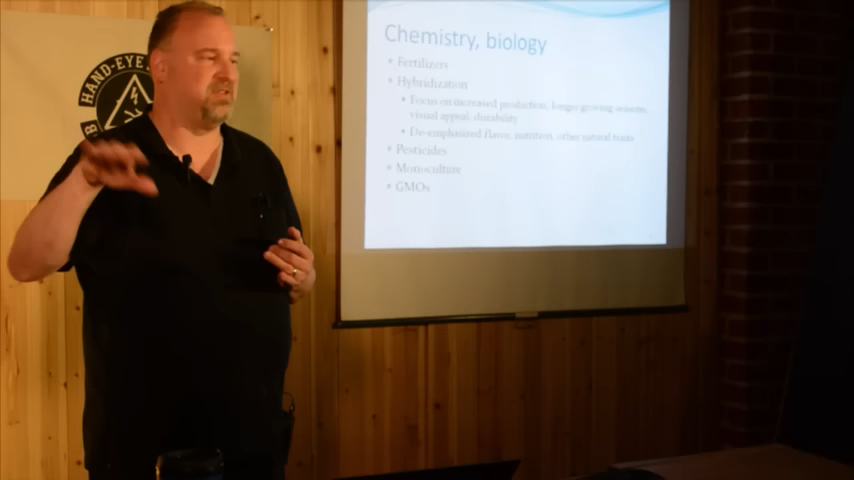 HAND-EYE
Chemistry, biology
Fertilizers
Hybridization
Focus on increased production, longer growing seasons,
visual appeal, durability
De-emphasized flavor, nutrition, other natural traits
Pesticides
Monoculture
GMOs